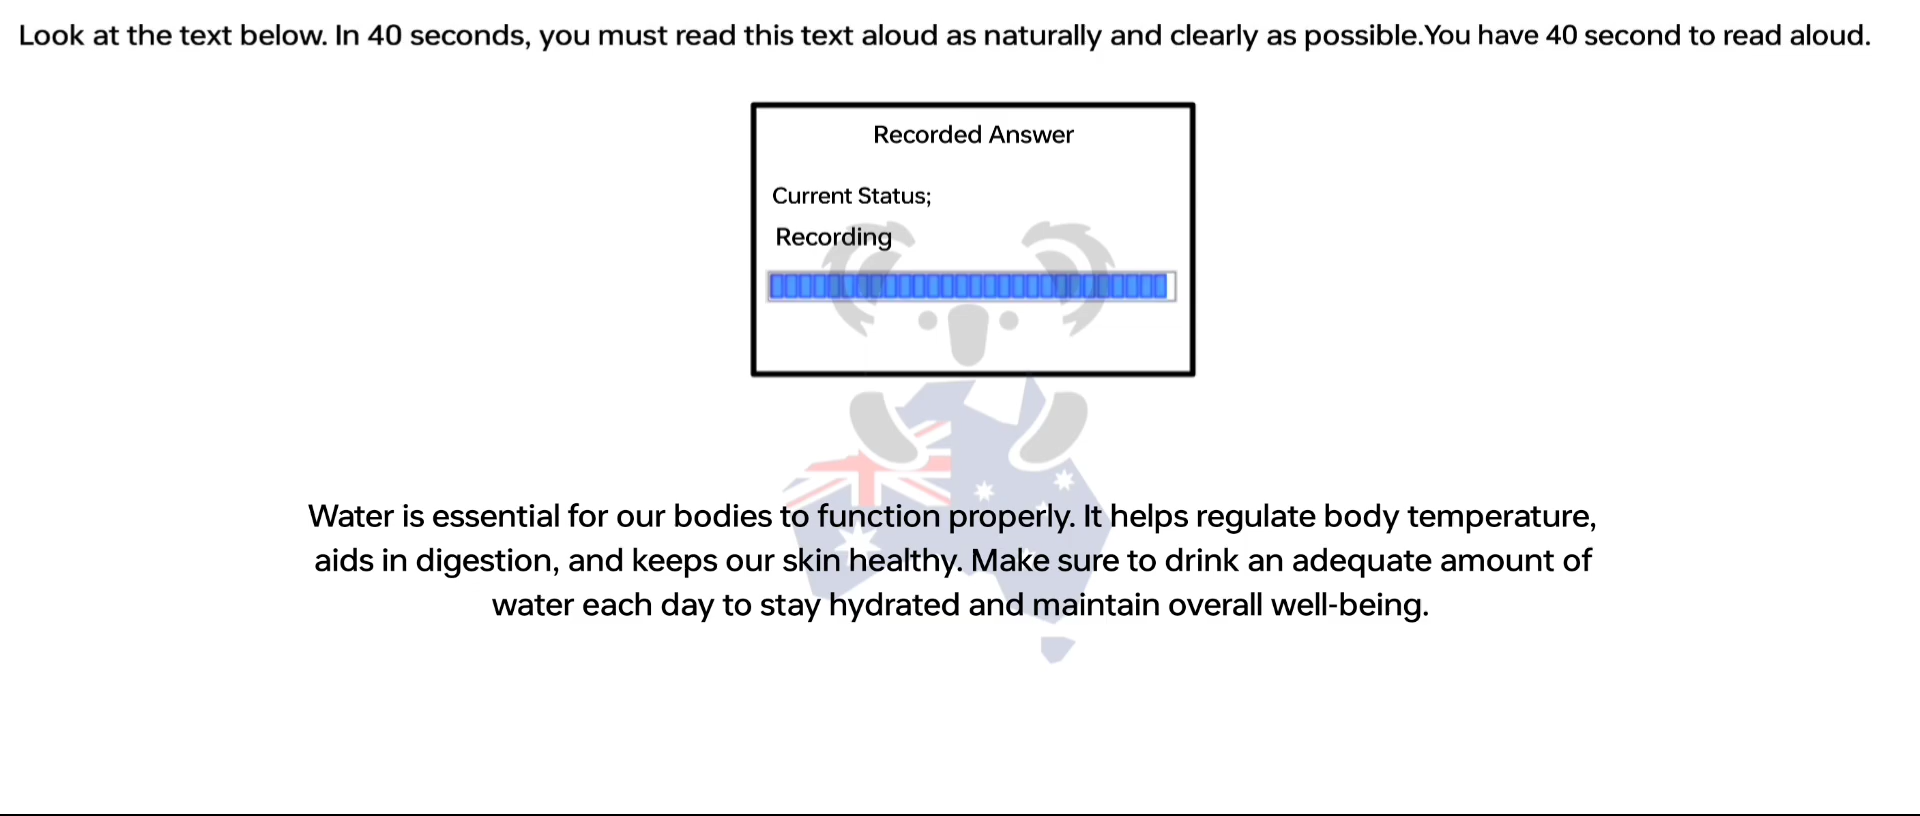 Look at the text below. In 40 seconds, you must read this text aloud as naturally and clearly as possible.You have 40 second to read aloud.
Recorded Answer
Current Status;
Recording
Water is essential for our bodies to function properly. It helps regulate body temperature,
aids in digestion, and keeps our skin healthy. Make sure to drink an adequate amount of
water each day to stay hydrated and maintain overall well-being.